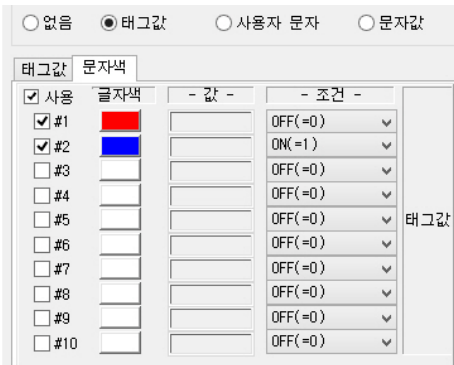 없음 태그값 사용자 문자 문자값
태그값 문자색
사용 글자색 - 값 - - 조건 -
#1 OFF(=0)
#2 ON(=1)
#3 OFF(=0)
#4 OFF(=0)
#5 OFF(=0) 태그값
#6 OFF(=0)
#7 OFF(=0)
#8 OFF(=0)
#9 OFF(=0)
#10 OFF(=0)